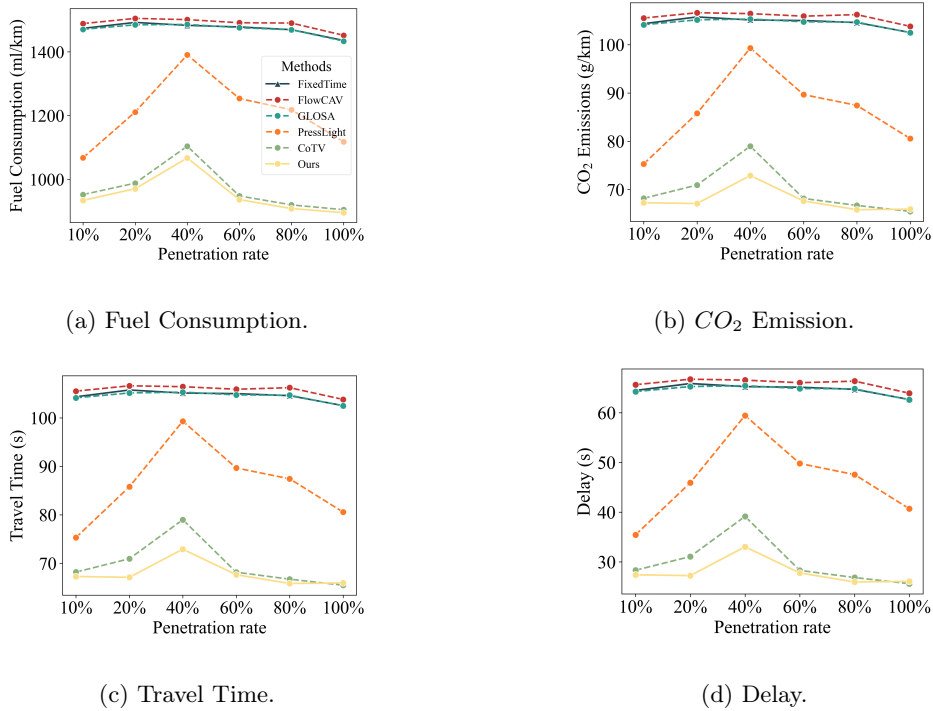 Fuel Consumption (ml/km)
1400
1200
1000
Methods
FixedTime
FlowCAV
GLOSA
PressLight
CoTV
Ours
10% 20% 40% 60% 80% 100%
Penetration rate
(a) Fuel Consumption.
CO2 Emissions (g/km)
100
90
80
70
10% 20% 40% 60% 80% 100%
Penetration rate
(b) CO2 Emission.
Travel Time (s)
100
90
80
70
10% 20% 40% 60% 80% 100%
Penetration rate
(c) Travel Time.
Delay (s)
60
50
40
30
10% 20% 40% 60% 80% 100%
Penetration rate
(d) Delay.